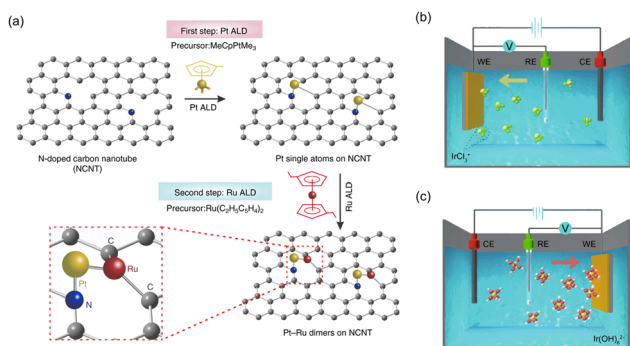 (a)
First step: Pt ALD
Precursor:MeCpPtMe₃
Pt ALD
N-doped carbon nanotube
(NCNT)
Pt single atoms on NCNT
Second step: Ru ALD
Precursor:Ru(C₂H₅C₅H₄)₂
Ru ALD
C
Ru
Pt
C
N
Pt–Ru dimers on NCNT
(b)
V
WE
RE
CE
IrCl₃⁺
(c)
V
CE
RE
WE
Ir(OH)₆²⁻